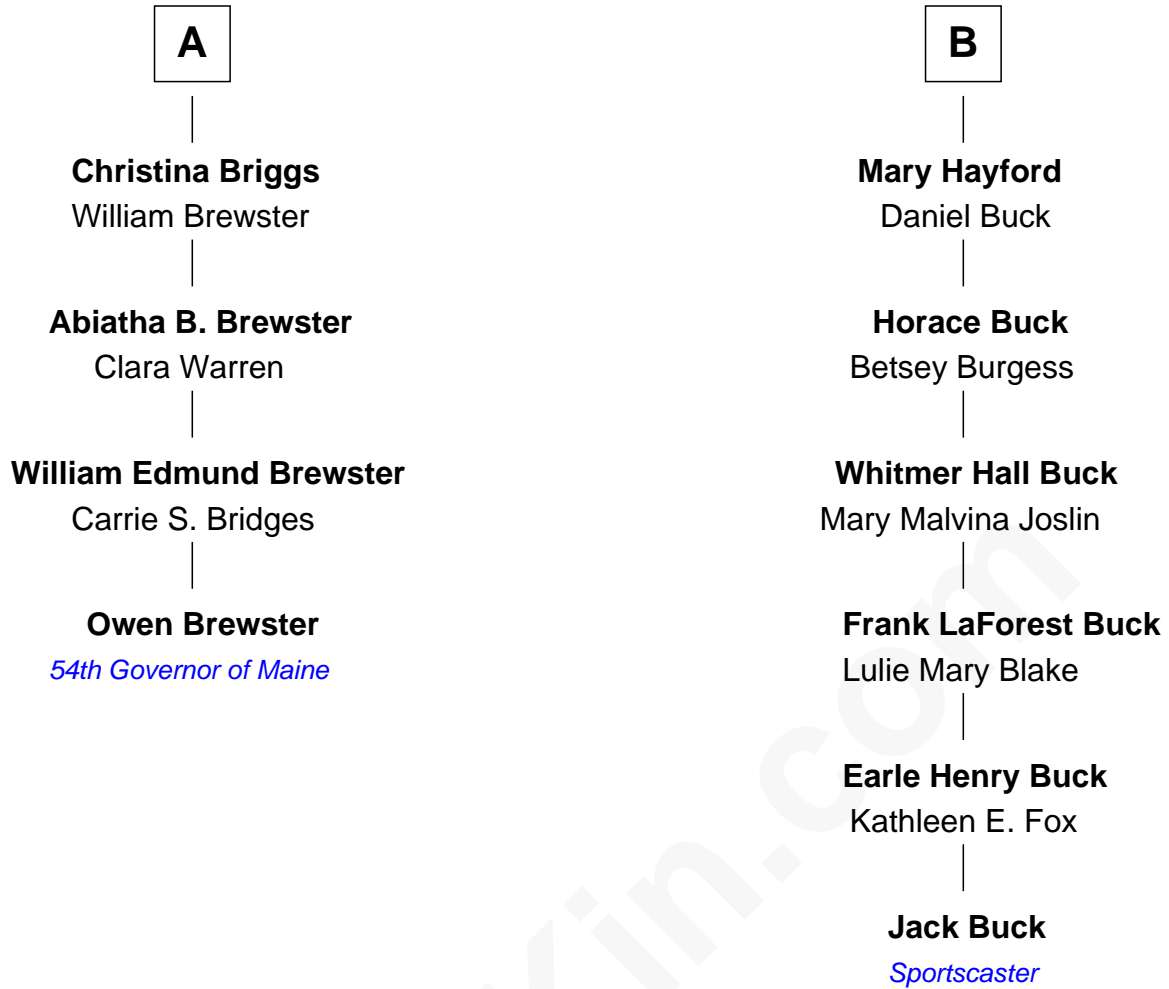 A
Christina Briggs
William Brewster
Abiatha B. Brewster
Clara Warren
William Edmund Brewster
Carrie S. Bridges
Owen Brewster
54th Governor of Maine
B
Mary Hayford
Daniel Buck
Horace Buck
Betsey Burgess
Whitmer Hall Buck
Mary Malvina Joslin
Frank LaForest Buck
Lulie Mary Blake
Earle Henry Buck
Kathleen E. Fox
Jack Buck
Sportscaster
Kin.com